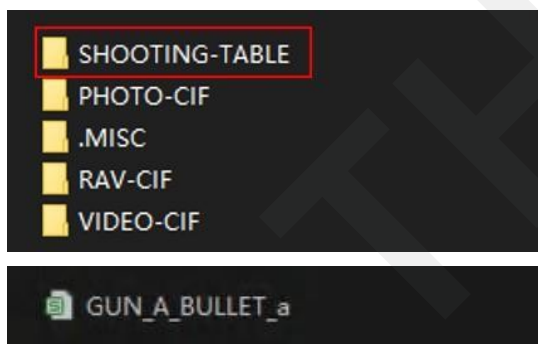 SHOOTING-TABLE
PHOTO-CIF
.MISC
RAV-CIF
VIDEO-CIF
GUN_A_BULLET_a